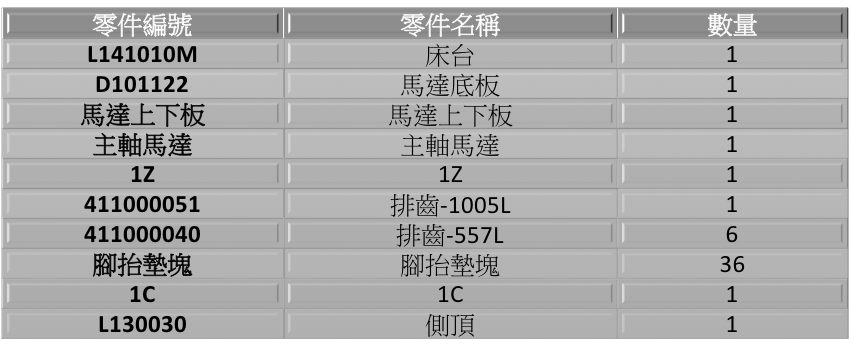 零件編號 零件名稱 數量
L141010M 床台 1
D101122 馬達底板 1
馬達上下板 馬達上下板 1
主軸馬達 主軸馬達 1
1Z 1Z 1
411000051 排齒-1005L 1
411000040 排齒-557L 6
腳抬墊塊 腳抬墊塊 36
1C 1C 1
L130030 側頂 1